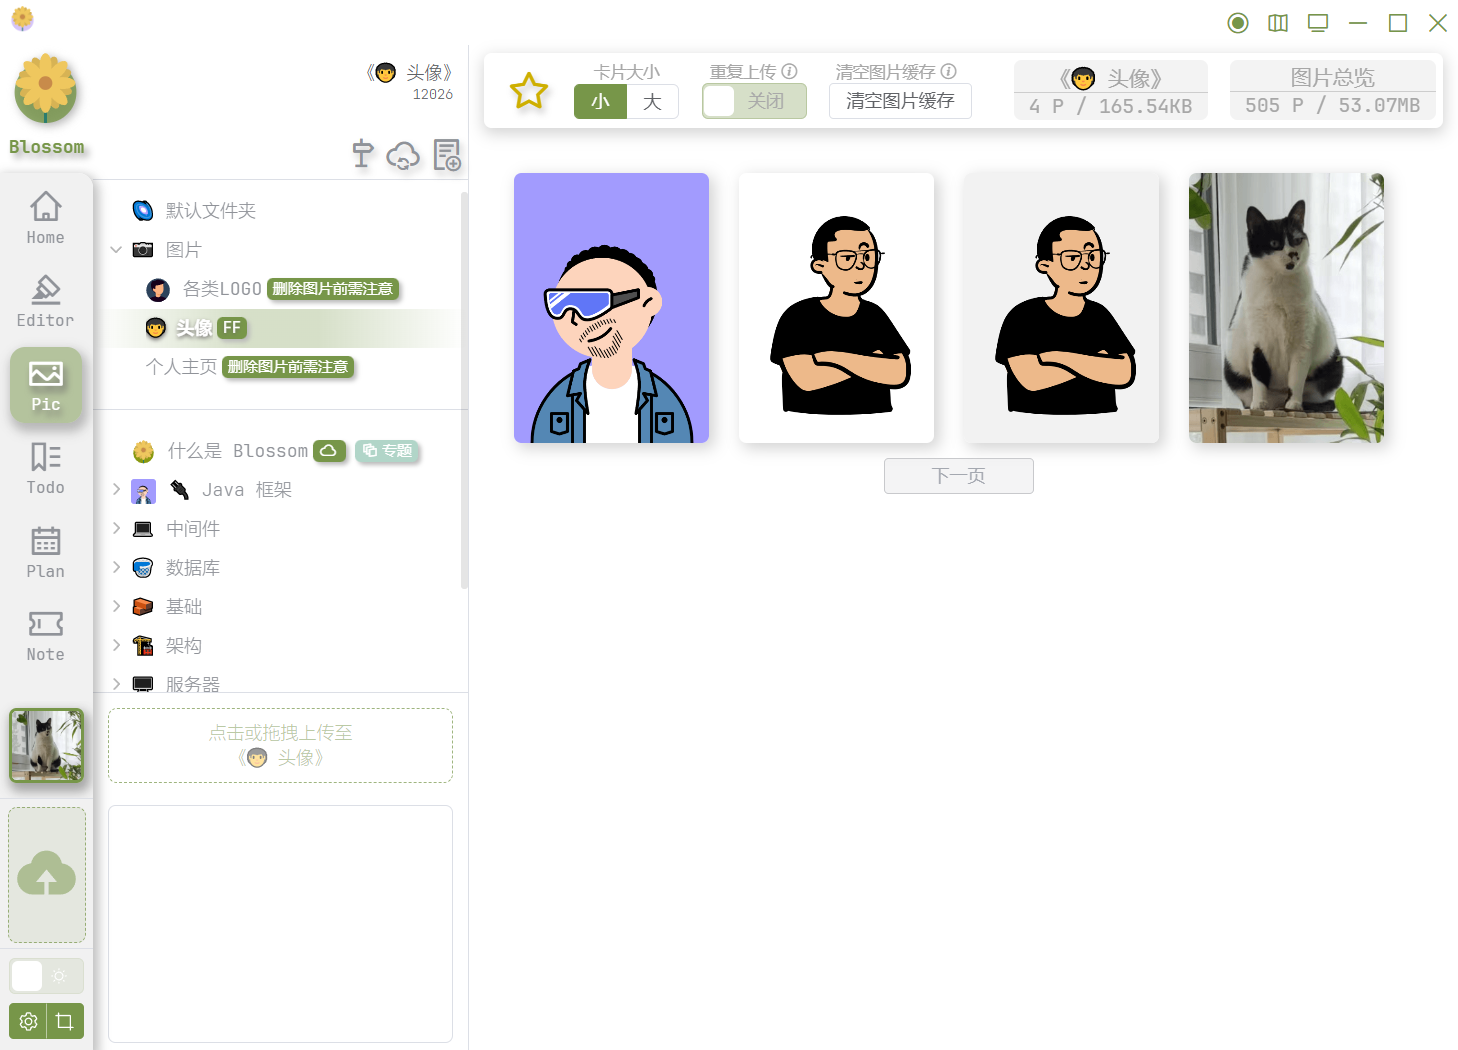 Blossom
《 头像》
12026
Home
Editor
Pic
Todo
Plan
Note
默认文件夹
图片
各类LOGO 删除图片前需注意
头像 FF
个人主页 删除图片前需注意
什么是 Blossom 专题
Java 框架
中间件
数据库
基础
架构
服务器
点击或拖拽上传至
《 头像》
卡片大小
小 大
重复上传
关闭
清空图片缓存
清空图片缓存
《 头像》
4 P / 165.54KB
图片总览
505 P / 53.07MB
下一页